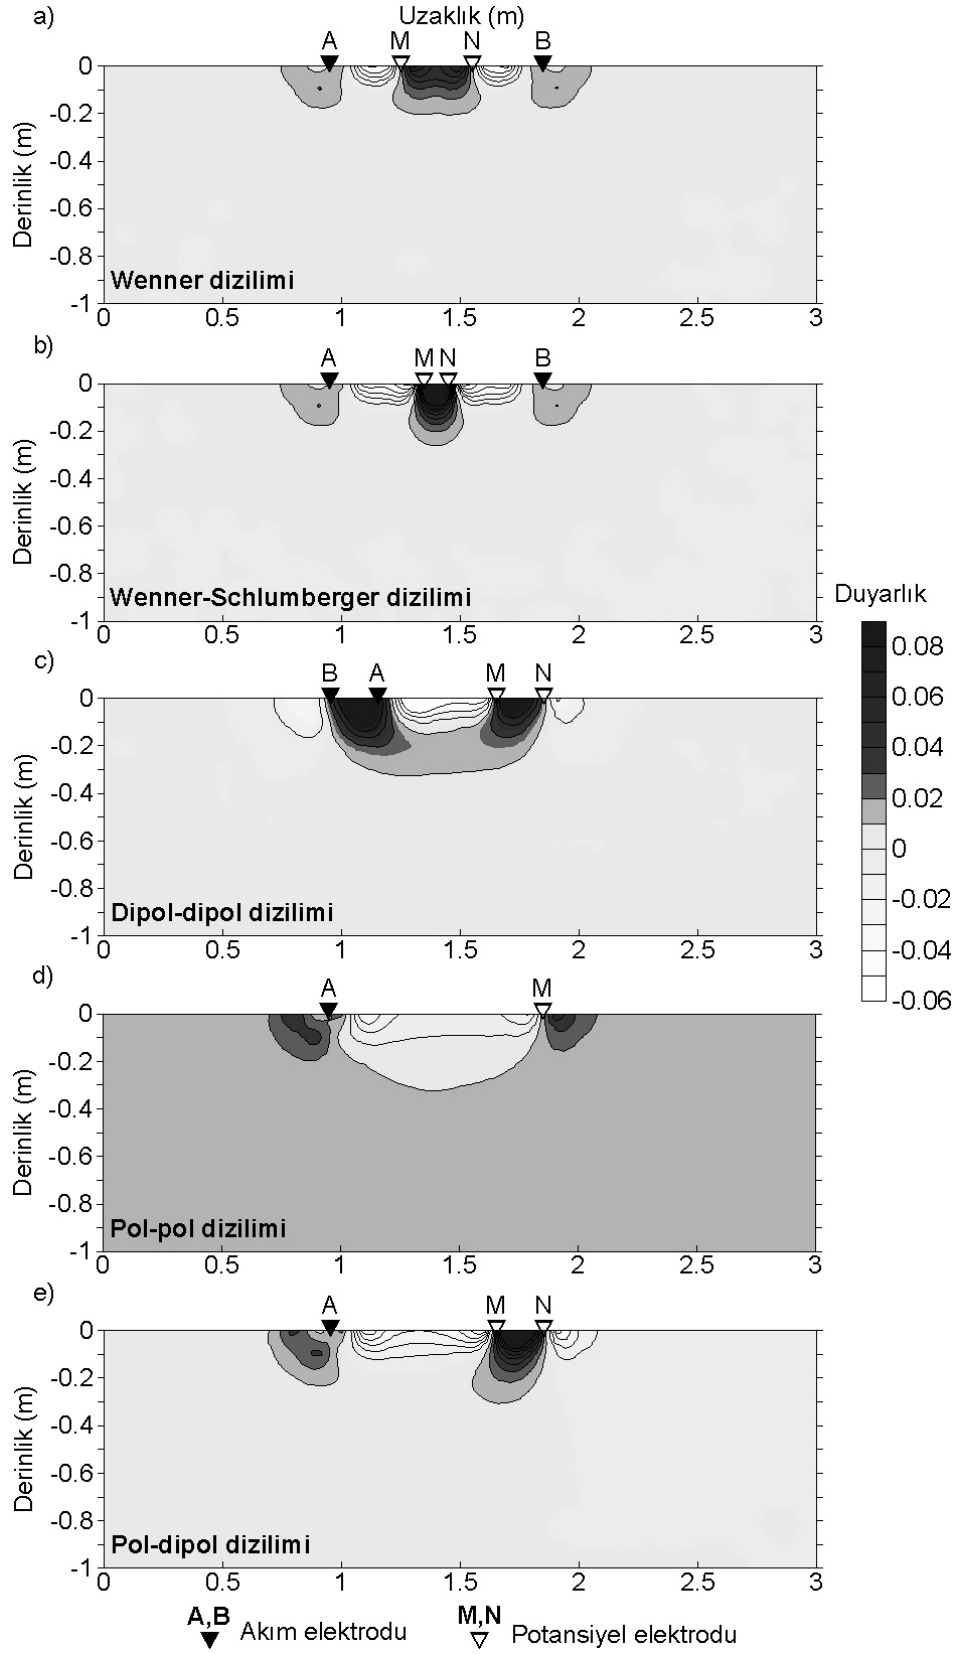 a)
Uzaklık (m)
A M N B
0
-0.2
-0.4
-0.6
-0.8
-1
Derinlik (m)
Wenner dizilimi
0 0.5 1 1.5 2 2.5 3
b)
A M N B
0
-0.2
-0.4
-0.6
-0.8
-1
Derinlik (m)
Wenner-Schlumberger dizilimi
0 0.5 1 1.5 2 2.5 3
Duyarlık
0.08
0.06
0.04
0.02
0
-0.02
-0.04
-0.06
c)
B A M N
0
-0.2
-0.4
-0.6
-0.8
-1
Derinlik (m)
Dipol-dipol dizilimi
0 0.5 1 1.5 2 2.5 3
d)
A M
0
-0.2
-0.4
-0.6
-0.8
-1
Derinlik (m)
Pol-pol dizilimi
0 0.5 1 1.5 2 2.5 3
e)
A M N
0
-0.2
-0.4
-0.6
-0.8
-1
Derinlik (m)
Pol-dipol dizilimi
0 0.5 1 1.5 2 2.5 3
A,B Akım elektrodu
M,N Potansiyel elektrodu